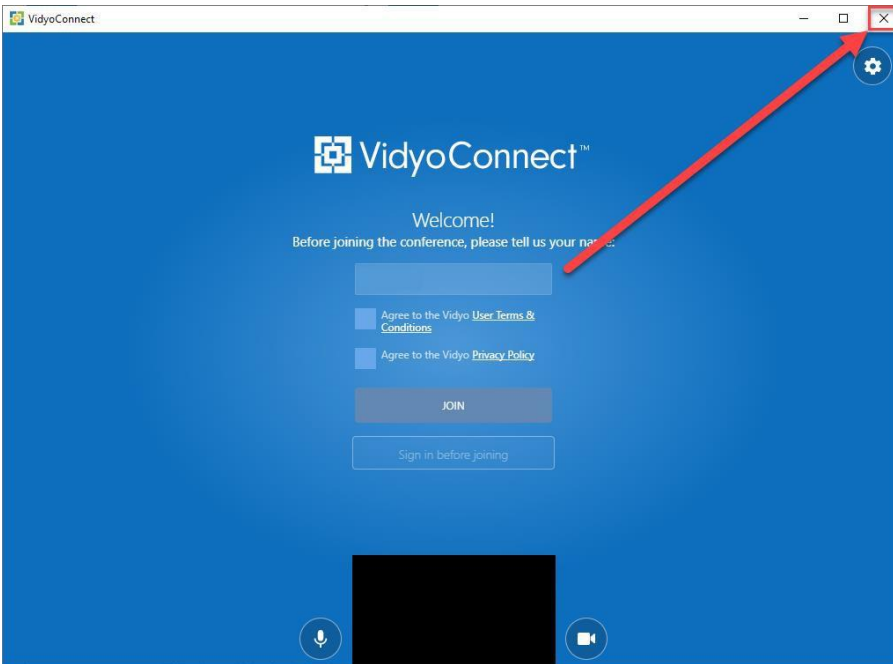 VidyoConnect
VidyoConnect™
Welcome!
Before joining the conference, please tell us your name:
Agree to the Vidyo User Terms &
Conditions
Agree to the Vidyo Privacy Policy
JOIN
Sign in before joining